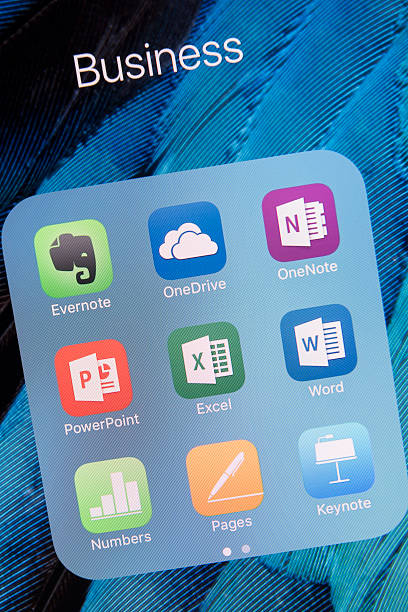 Business
Evernote OneDrive OneNote
N
PowerPoint Excel Word
P X W
Numbers Pages Keynote